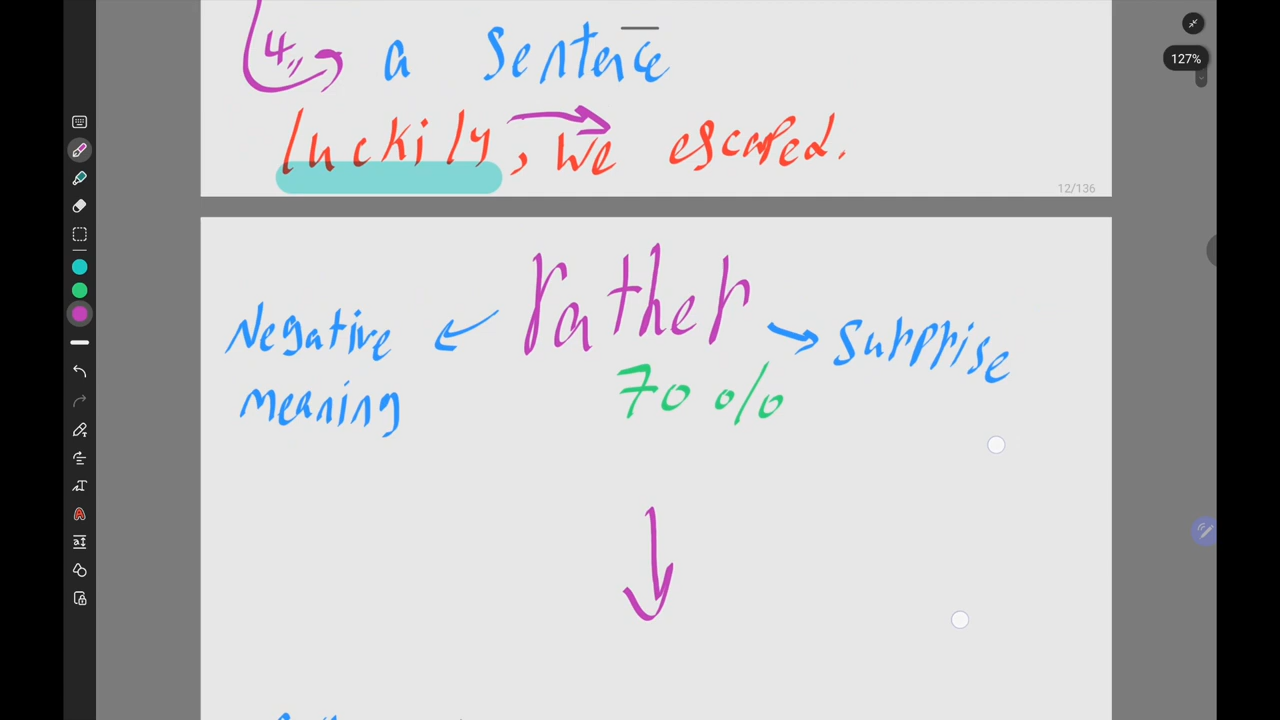 127%
4,, a sentence
luckily, we escaped.
12/136
rather
Negative meaning
surprise
70 %